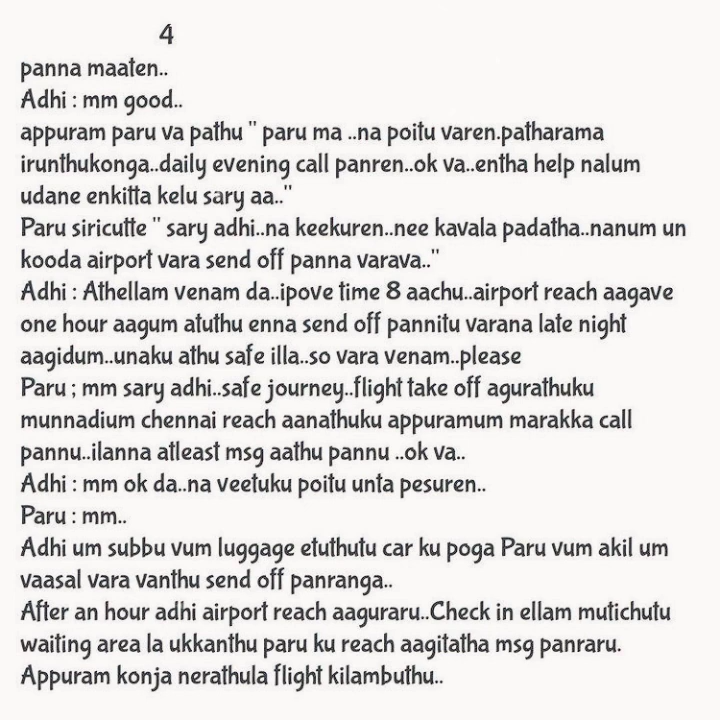 4
panna maaten..
Adhi : mm good..
appuram paru va pathu " paru ma ..na poitu varen.patharama
irunthukonga..daily evening call panren..ok va..entha help nalum
udane enkitta kelu sary aa.."
Paru siricutte " sary adhi..na keekuren..nee kavala padatha..nanum un
kooda airport vara send off panna varava.."
Adhi : Athellam venam da..ipove time 8 aachu..airport reach aagave
one hour aagum atuthu enna send off pannitu varana late night
aagidum..unaku athu safe illa..so vara venam..please
Paru ; mm sary adhi..safe journey..flight take off agurathuku
munnadium chennai reach aanathuku appuramum marakka call
pannu..ilanna atleast msg aathu pannu ..ok va..
Adhi : mm ok da..na veetuku poitu unta pesuren..
Paru : mm..
Adhi um subbu vum luggage etuthutu car ku poga Paru vum akil um
vaasal vara vanthu send off panranga..
After an hour adhi airport reach aaguraru..Check in ellam mutichutu
waiting area la ukkanthu paru ku reach aagitatha msg panraru.
Appuram konja nerathula flight kilambuthu..